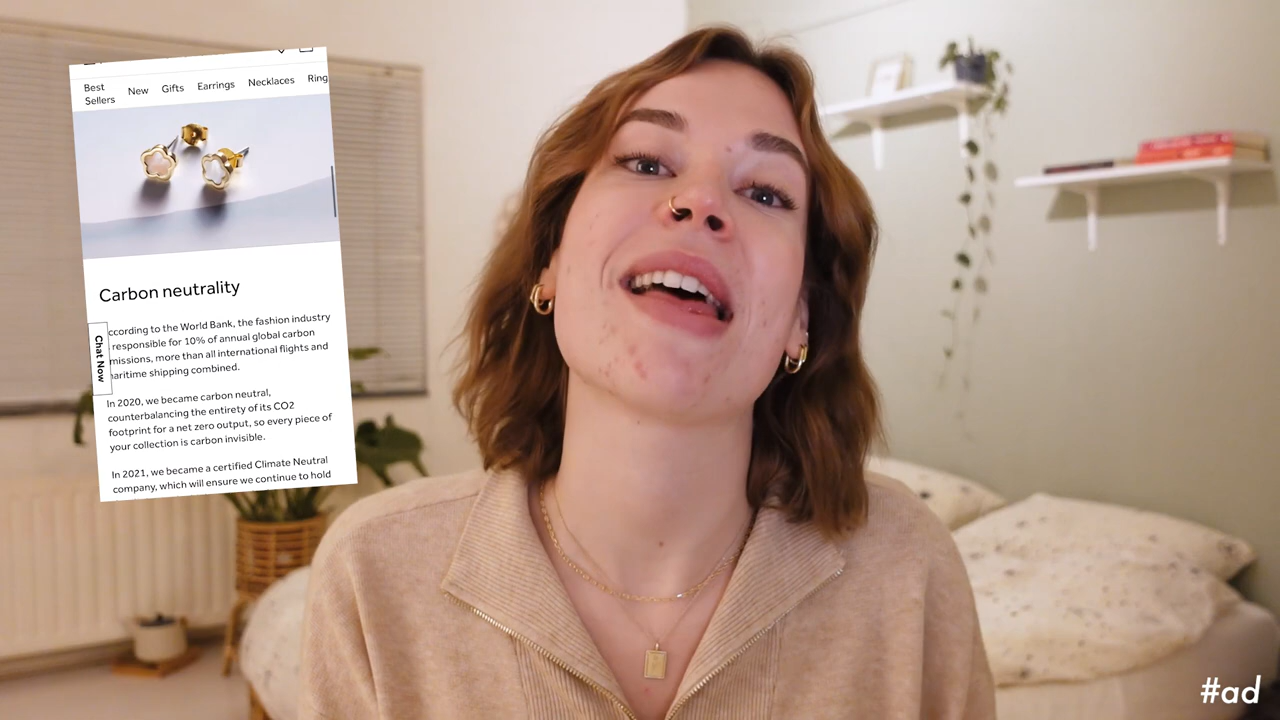 Best Sellers New Gifts Earrings Necklaces Ring
Carbon neutrality
ccording to the World Bank, the fashion industry
responsible for 10% of annual global carbon
missions, more than all international flights and
aritime shipping combined.
Chat Now
In 2020, we became carbon neutral,
counterbalancing the entirety of its CO2
footprint for a net zero output, so every piece of
your collection is carbon invisible.
In 2021, we became a certified Climate Neutral
company, which will ensure we continue to hold
#ad